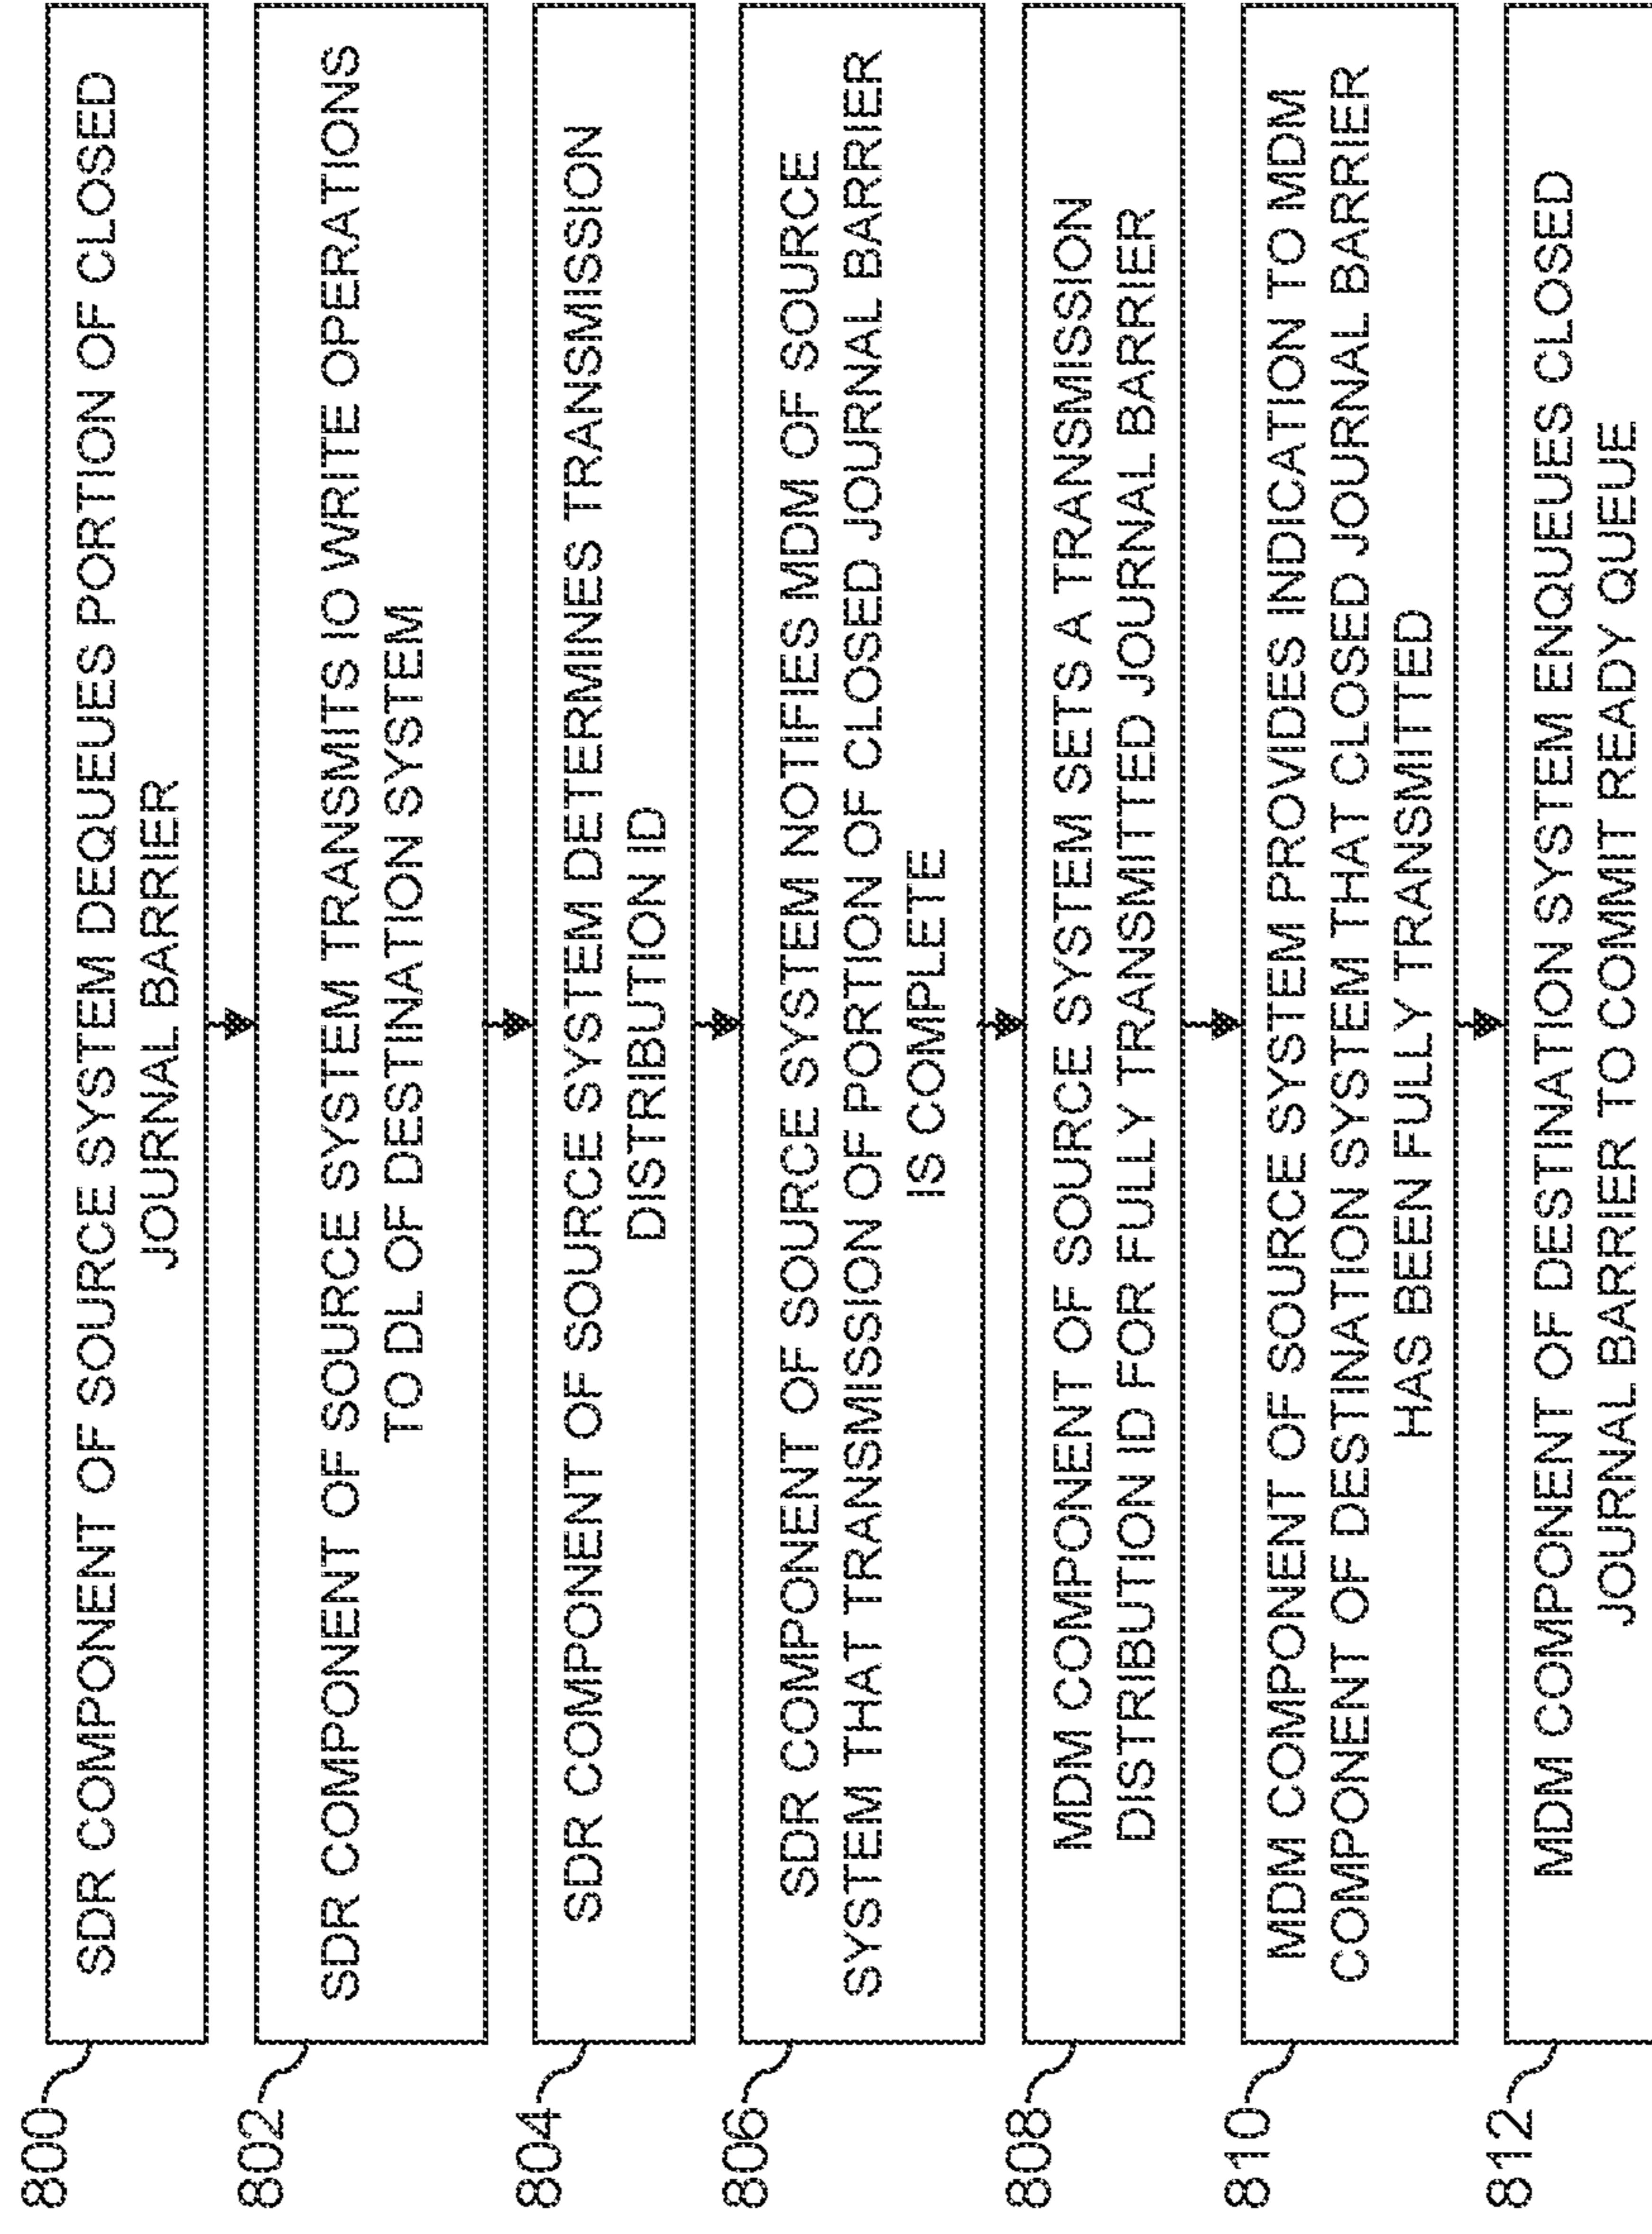 800
SDR COMPONENT OF SOURCE SYSTEM DEQUEUES PORTION OF CLOSED
JOURNAL BARRIER
802
SDR COMPONENT OF SOURCE SYSTEM TRANSMITS IO WRITE OPERATIONS
TO DL OF DESTINATION SYSTEM
804
SDR COMPONENT OF SOURCE SYSTEM DETERMINES TRANSMISSION
DISTRIBUTION ID
806
SDR COMPONENT OF SOURCE SYSTEM NOTIFIES MDM OF SOURCE
SYSTEM THAT TRANSMISSION OF PORTION OF CLOSED JOURNAL BARRIER
IS COMPLETE
808
MDM COMPONENT OF SOURCE SYSTEM SETS A TRANSMISSION
DISTRIBUTION ID FOR FULLY TRANSMITTED JOURNAL BARRIER
810
MDM COMPONENT OF SOURCE SYSTEM PROVIDES INDICATION TO MDM
COMPONENT OF DESTINATION SYSTEM THAT CLOSED JOURNAL BARRIER
HAS BEEN FULLY TRANSMITTED
812
MDM COMPONENT OF DESTINATION SYSTEM ENQUEUES CLOSED
JOURNAL BARRIER TO COMMIT READY QUEUE